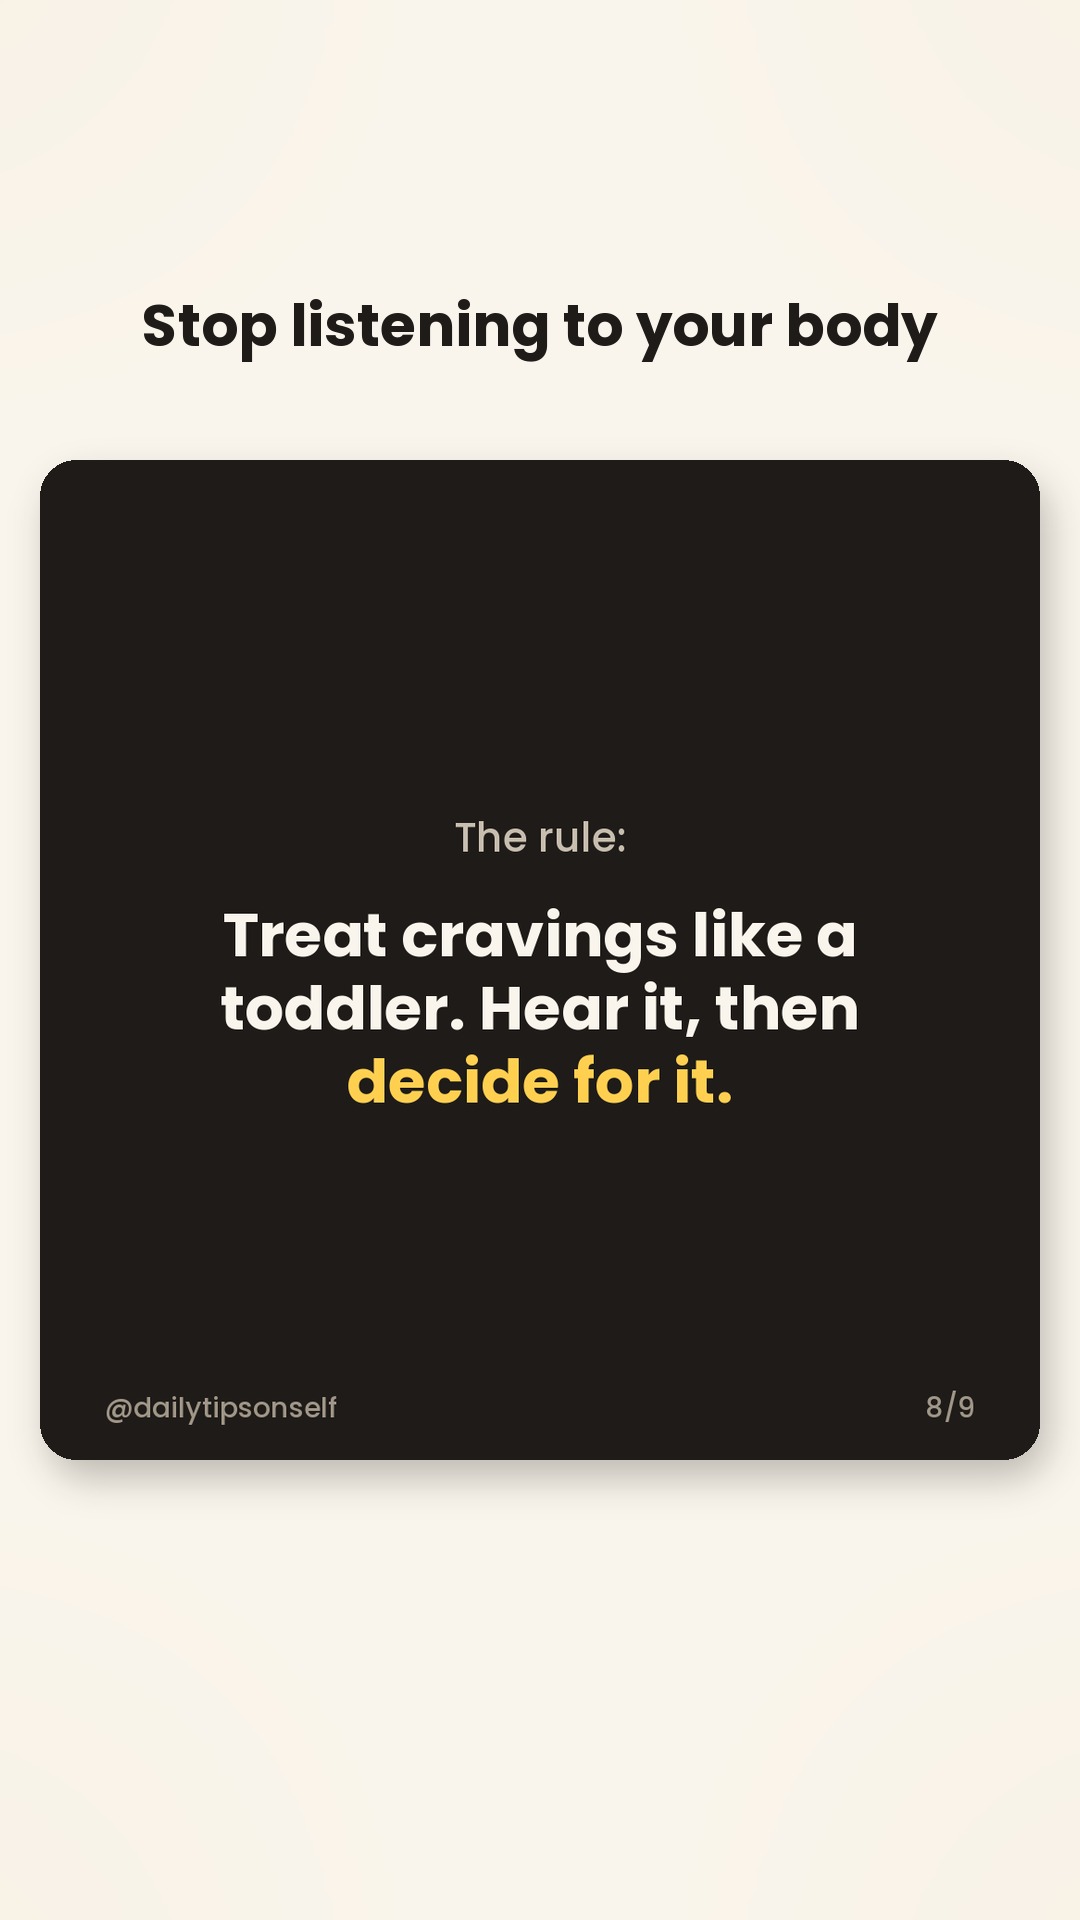 Stop listening to your body
The rule:
Treat cravings like a
toddler. Hear it, then
decide for it.
@dailytipsonself
8/9